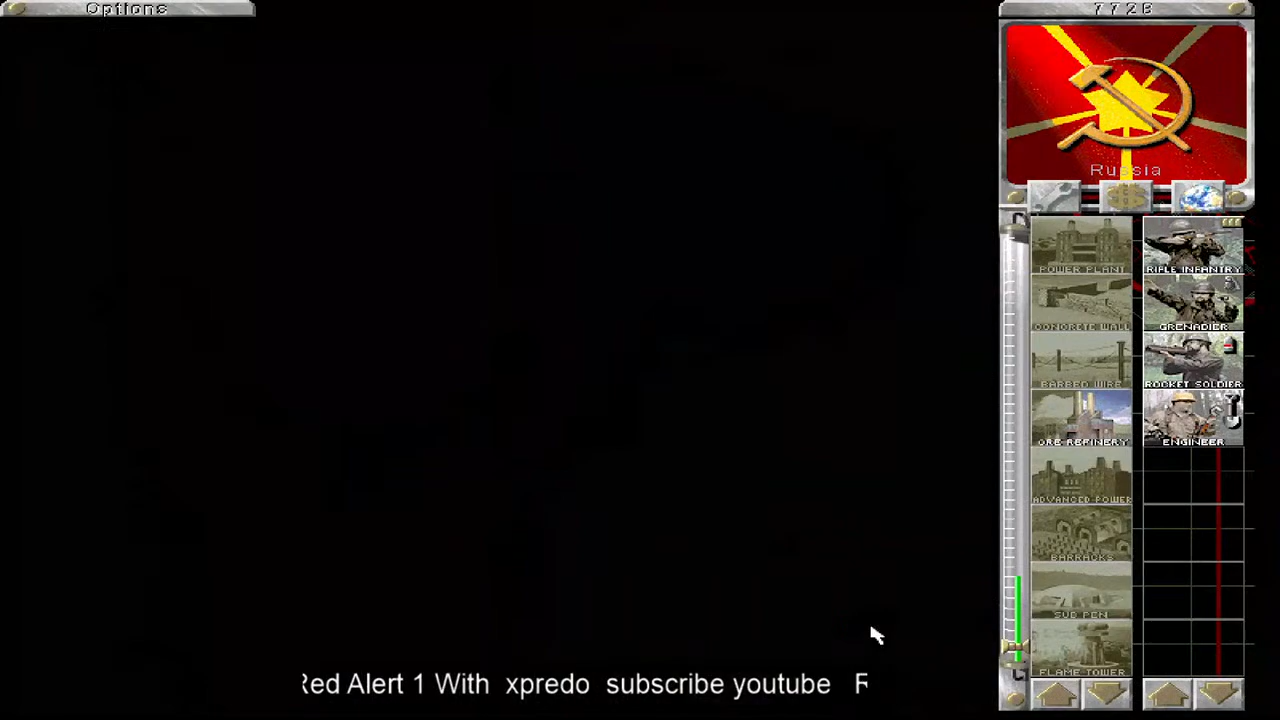 Options
7728
Russia
POWER PLANT
RIFLE INFANTRY
CONCRETE WALL
GRENADIER
BARBED WIRE
ROCKET SOLDIER
ORE REFINERY
ENGINEER
ADVANCED POWER
BARRACKS
SUB PEN
FLAME TOWER
Red Alert 1 With xpredo subscribe youtube R